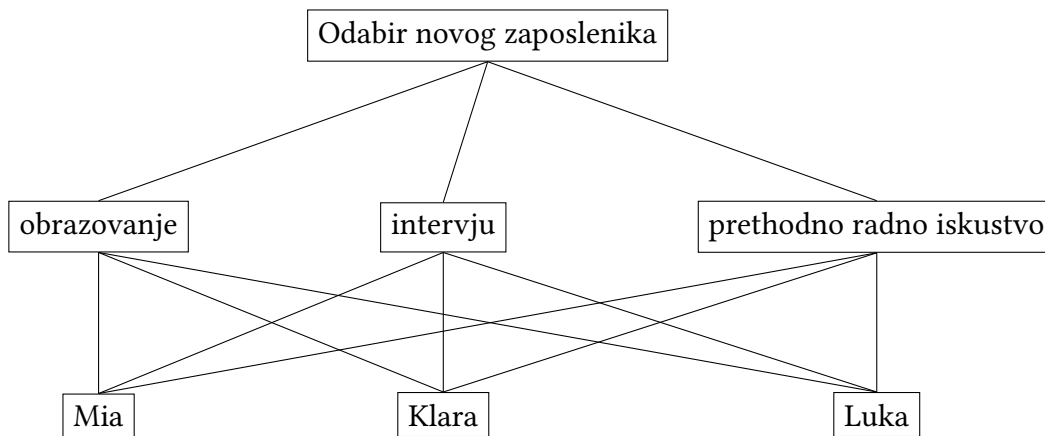 Odabir novog zaposlenika
obrazovanje
intervju
prethodno radno iskustvo
Mia
Klara
Luka